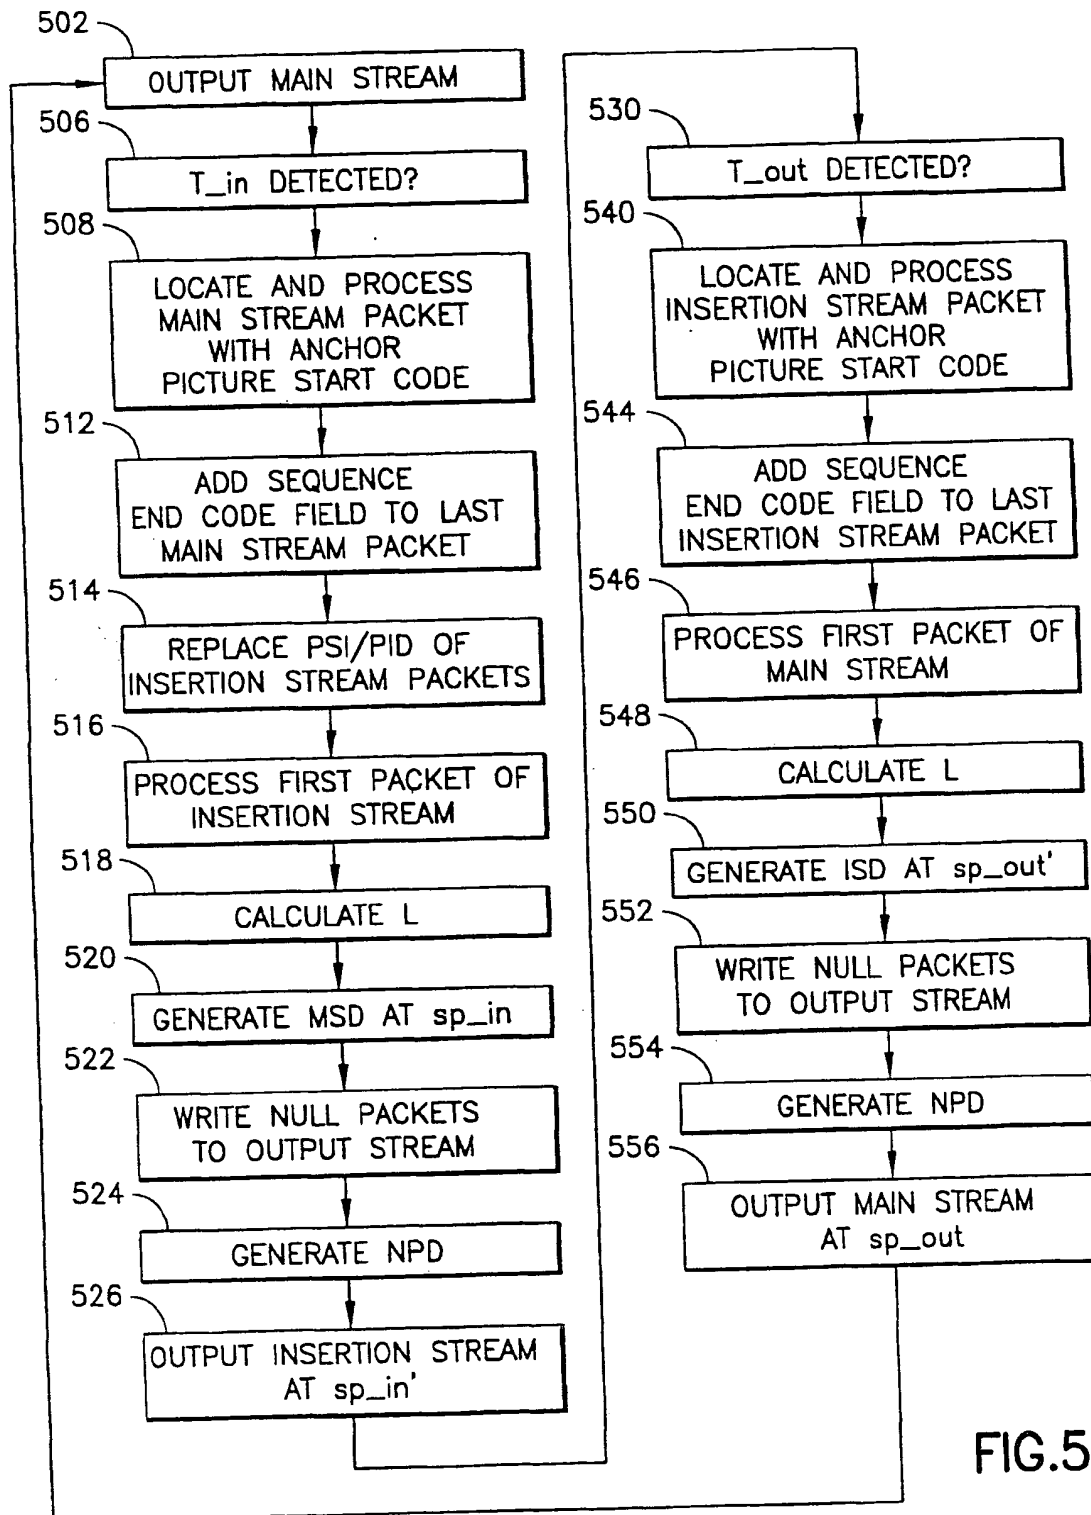 502
OUTPUT MAIN STREAM
506
T_in DETECTED?
508
LOCATE AND PROCESS
MAIN STREAM PACKET
WITH ANCHOR
PICTURE START CODE
512
ADD SEQUENCE
END CODE FIELD TO LAST
MAIN STREAM PACKET
514
REPLACE PSI/PID OF
INSERTION STREAM PACKETS
516
PROCESS FIRST PACKET OF
INSERTION STREAM
518
CALCULATE L
520
GENERATE MSD AT sp_in
522
WRITE NULL PACKETS
TO OUTPUT STREAM
524
GENERATE NPD
526
OUTPUT INSERTION STREAM
AT sp_in'
530
T_out DETECTED?
540
LOCATE AND PROCESS
INSERTION STREAM PACKET
WITH ANCHOR
PICTURE START CODE
544
ADD SEQUENCE
END CODE FIELD TO LAST
INSERTION STREAM PACKET
546
PROCESS FIRST PACKET OF
MAIN STREAM
548
CALCULATE L
550
GENERATE ISD AT sp_out'
552
WRITE NULL PACKETS
TO OUTPUT STREAM
554
GENERATE NPD
556
OUTPUT MAIN STREAM
AT sp_out
FIG.5